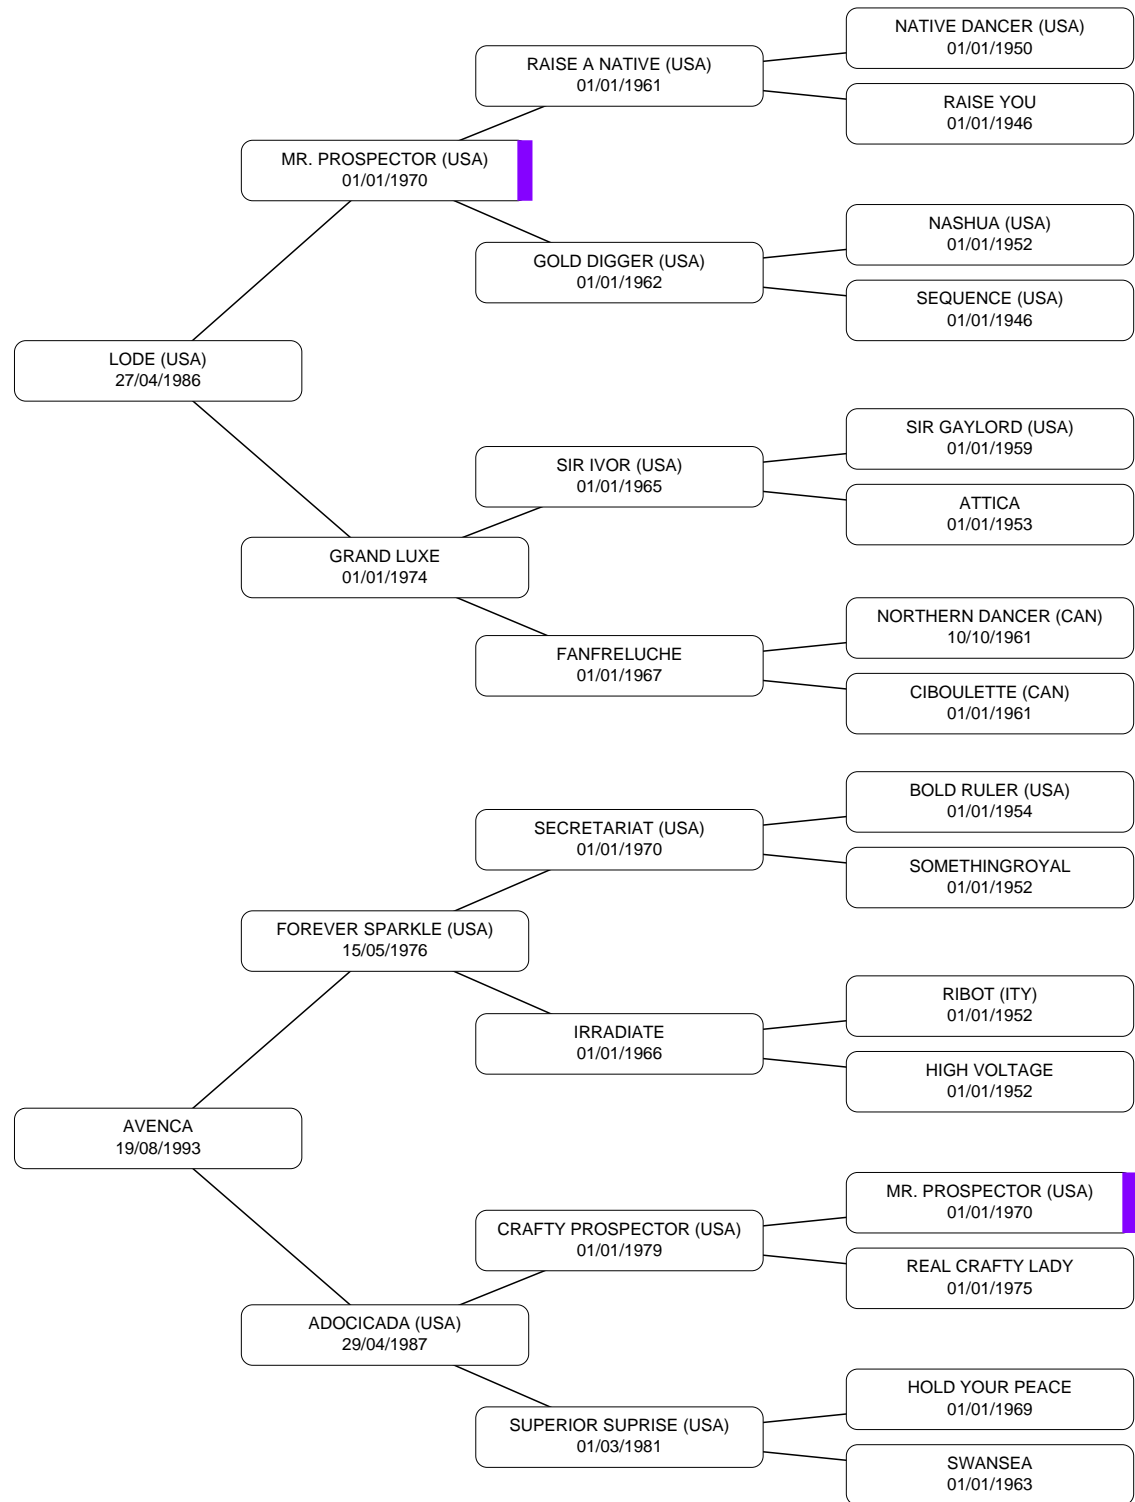 NATIVE DANCER (USA)
01/01/1950
RAISE A NATIVE (USA)
01/01/1961
RAISE YOU
01/01/1946
MR. PROSPECTOR (USA)
01/01/1970
NASHUA (USA)
01/01/1952
GOLD DIGGER (USA)
01/01/1962
SEQUENCE (USA)
01/01/1946
LODE (USA)
27/04/1986
SIR GAYLORD (USA)
01/01/1959
SIR IVOR (USA)
01/01/1965
ATTICA
01/01/1953
GRAND LUXE
01/01/1974
NORTHERN DANCER (CAN)
10/10/1961
FANFRELUCHE
01/01/1967
CIBOULETTE (CAN)
01/01/1961
BOLD RULER (USA)
01/01/1954
SECRETARIAT (USA)
01/01/1970
SOMETHINGROYAL
01/01/1952
FOREVER SPARKLE (USA)
15/05/1976
RIBOT (ITY)
01/01/1952
IRRADIATE
01/01/1966
HIGH VOLTAGE
01/01/1952
AVENCA
19/08/1993
MR. PROSPECTOR (USA)
01/01/1970
CRAFTY PROSPECTOR (USA)
01/01/1979
REAL CRAFTY LADY
01/01/1975
ADOCICADA (USA)
29/04/1987
HOLD YOUR PEACE
01/01/1969
SUPERIOR SUPRISE (USA)
01/03/1981
SWANSEA
01/01/1963